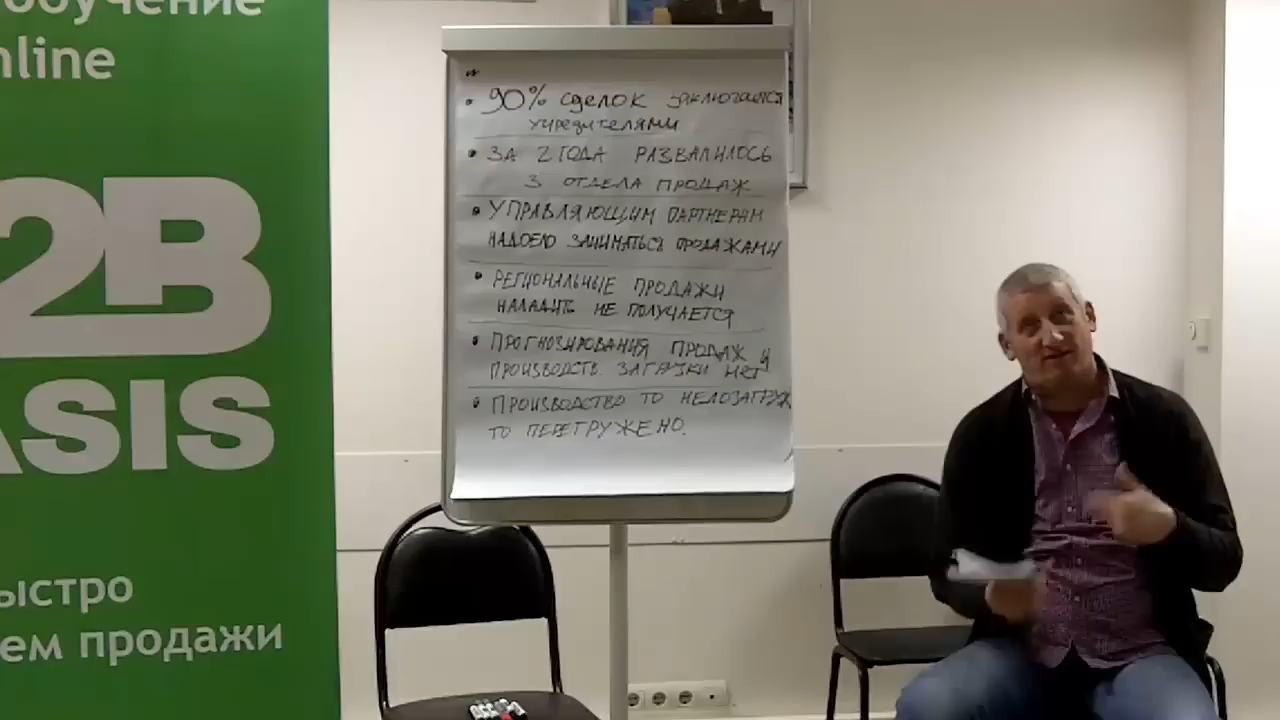 обучение
nline
2B
ASIS
ыстро
ем продажи
• 90% сделок заключается
учредителями
• ЗА 2 ГОДА РАЗВАЛИЛОСЬ
3 ОТДЕЛА ПРОДАЖ
• УПРАВЛЯЮЩИМ ПАРТНЕРАМ
НАДОЕЛО ЗАНИМАТЬСЯ ПРОДАЖАМИ
• РЕГИОНАЛЬНЫЕ ПРОДАЖИ
НАЛАДИТЬ НЕ ПОЛУЧАЕТСЯ
• ПРОГНОЗИРОВАНИЯ ПРОДАЖ И
ПРОИЗВОДСТВ. ЗАГРУЗКИ НЕТ
• ПРОИЗВОДСТВО ТО НЕДОЗАГРУЖ
ТО ПЕРЕГРУЖЕНО.